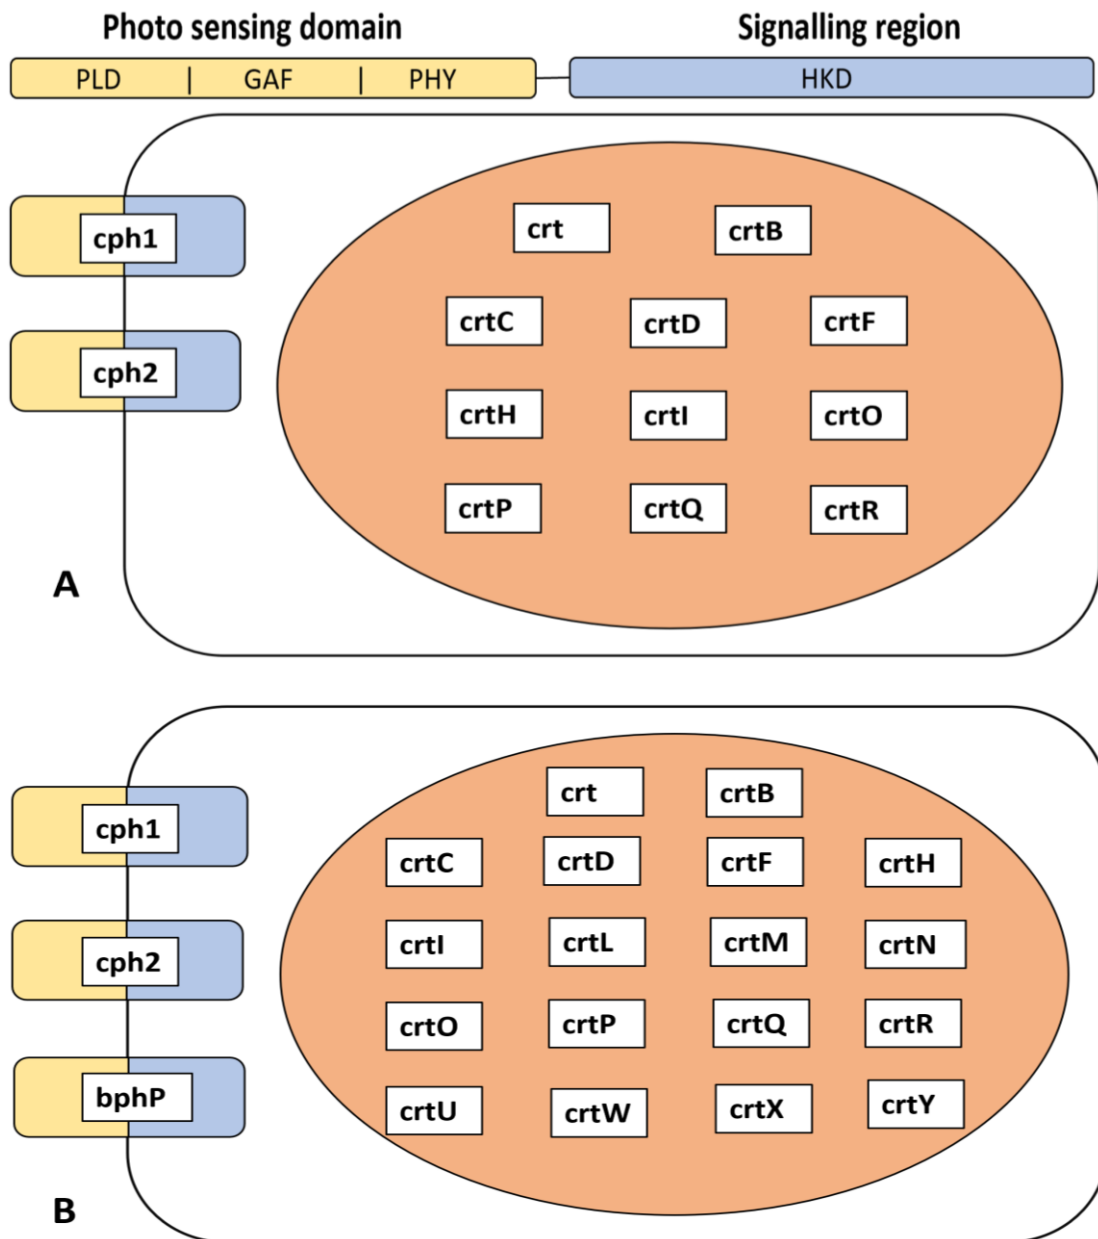 Photo sensing domain Signalling region
PLD | GAF | PHY HKD
crt crtB
cph1
crtC crtD crtF
cph2
crtH crtI crtO
crtP crtQ crtR
A
crt crtB
cph1
crtC crtD crtF crtH
crtI crtL crtM crtN
cph2
crtO crtP crtQ crtR
bphP
crtU crtW crtX crtY
B